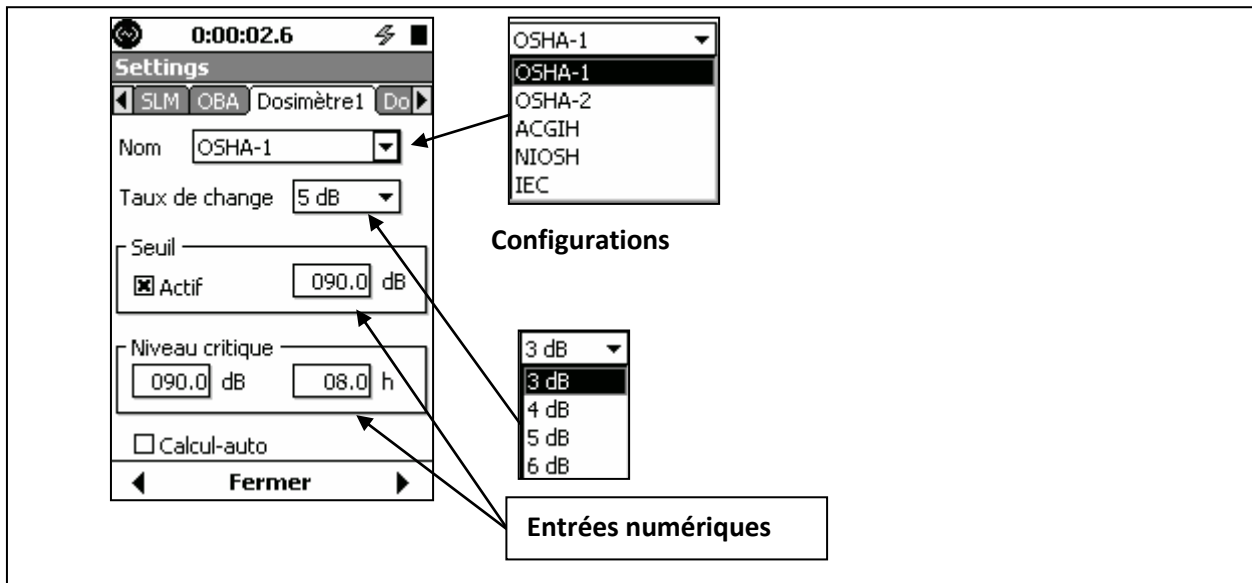 0:00:02.6
Settings
SLM OBA Dosimètre1 Do
Nom OSHA-1
Taux de change 5 dB
Seuil
Actif 090.0 dB
Niveau critique
090.0 dB 08.0 h
Calcul-auto
Fermer
OSHA-1
OSHA-1
OSHA-2
ACGIH
NIOSH
IEC
Configurations
3 dB
3 dB
4 dB
5 dB
6 dB
Entrées numériques